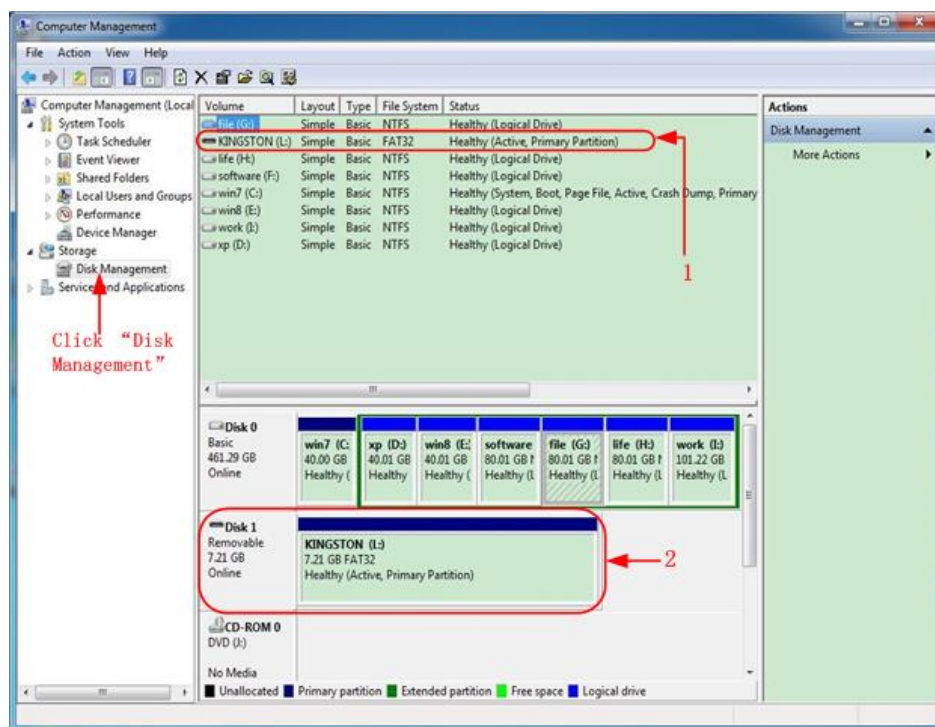 Computer Management
File Action View Help
Computer Management (Local
System Tools
Task Scheduler
Event Viewer
Shared Folders
Local Users and Groups
Performance
Device Manager
Storage
Disk Management
Services and Applications
Click “Disk
Management”
Volume Layout Type File System Status
file (G:) Simple Basic NTFS Healthy (Logical Drive)
KINGSTON (L:) Simple Basic FAT32 Healthy (Active, Primary Partition)
life (H:) Simple Basic NTFS Healthy (Logical Drive)
software (F:) Simple Basic NTFS Healthy (Logical Drive)
win7 (C:) Simple Basic NTFS Healthy (System, Boot, Page File, Active, Crash Dump, Primary
win8 (E:) Simple Basic NTFS Healthy (Logical Drive)
work (I:) Simple Basic NTFS Healthy (Logical Drive)
xp (D:) Simple Basic NTFS Healthy (Logical Drive)
1
Disk 0
Basic
461.29 GB
Online
win7 (C: xp (D:) win8 (E: software file (G:) life (H:) work (I:)
40.00 GB 40.01 GB 40.01 GB 80.01 GB 80.01 GB 80.01 GB 101.22 GB
Healthy ( Healthy Healthy ( Healthy (L Healthy (L Healthy (L Healthy (L
Disk 1
Removable
7.21 GB
Online
KINGSTON (L:)
7.21 GB FAT32
Healthy (Active, Primary Partition)
2
CD-ROM 0
DVD (J:)
No Media
Unallocated Primary partition Extended partition Free space Logical drive
Actions
Disk Management
More Actions